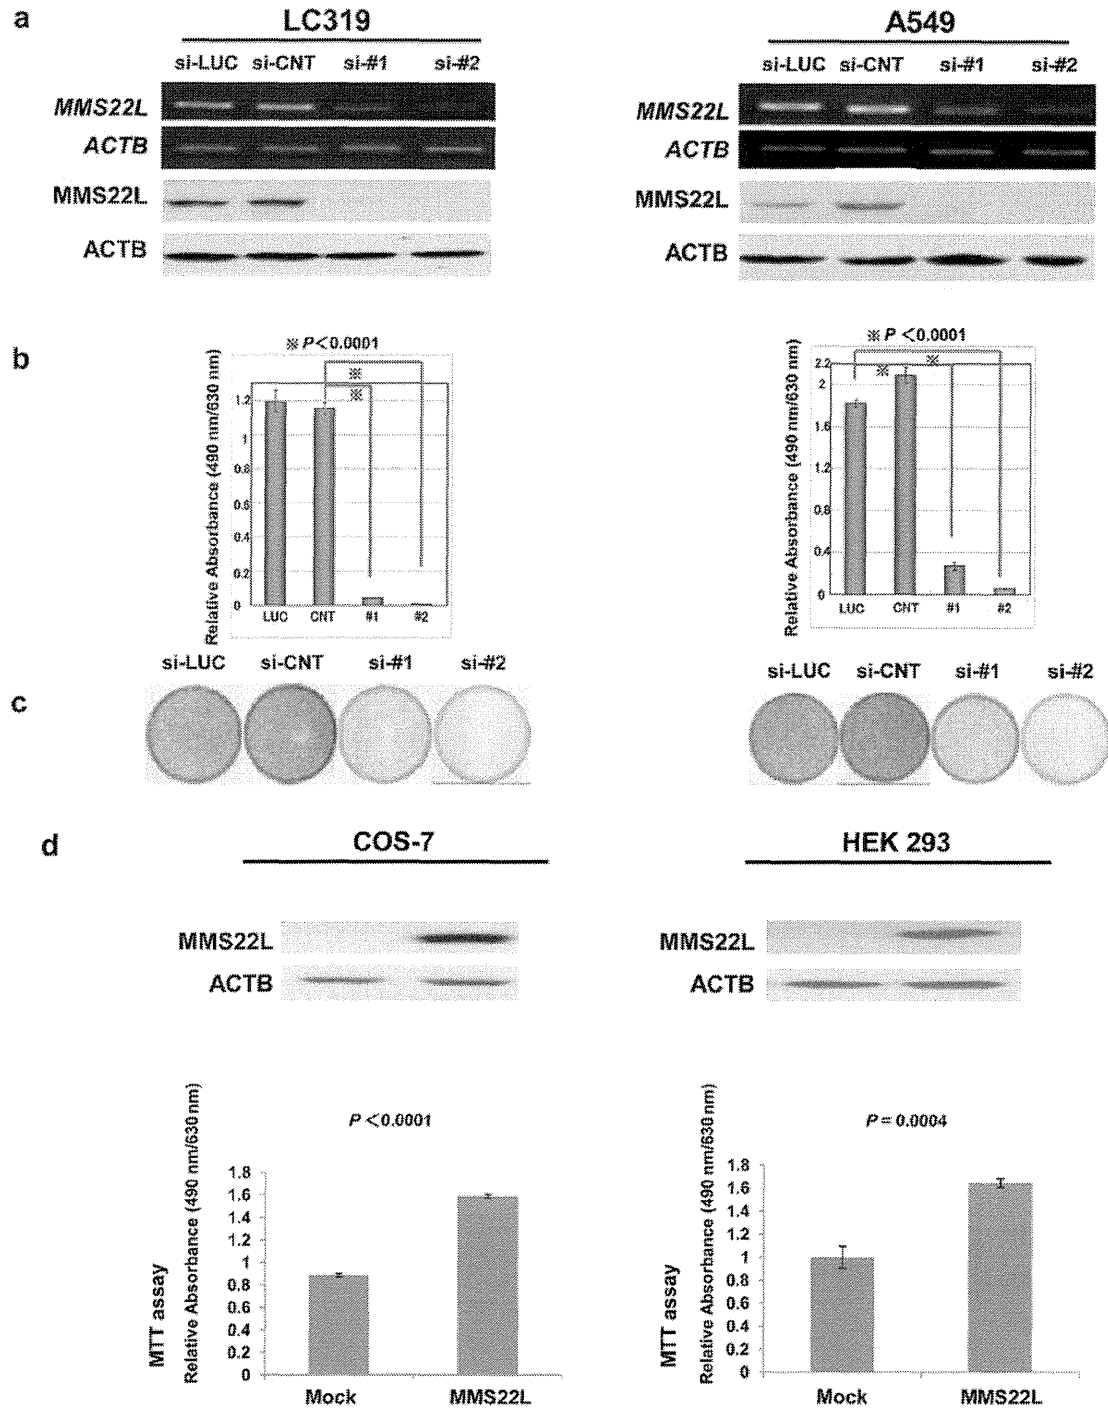 a
LC319
A549
si-LUC si-CNT si-#1 si-#2
si-LUC si-CNT si-#1 si-#2
MMS22L
MMS22L
ACTB
ACTB
MMS22L
MMS22L
ACTB
ACTB
b
※ P<0.0001
※ P<0.0001
Relative Absorbance (490 nm/630 nm)
1.2
1
0.8
0.6
0.4
0.2
0
※
※
LUC CNT #1 #2
Relative Absorbance (490 nm/630 nm)
2.2
2
1.6
1.2
0.8
0.4
0
※
※
LUC CNT #1 #2
c
si-LUC si-CNT si-#1 si-#2
si-LUC si-CNT si-#1 si-#2
d
COS-7
HEK 293
MMS22L
MMS22L
ACTB
ACTB
P<0.0001
P = 0.0004
MTT assay
Relative Absorbance (490 nm/630 nm)
1.8
1.6
1.4
1.2
1
0.8
0.6
0.4
0.2
0
Mock MMS22L
MTT assay
Relative Absorbance (490 nm/630 nm)
1.8
1.6
1.4
1.2
1
0.8
0.6
0.4
0.2
0
Mock MMS22L